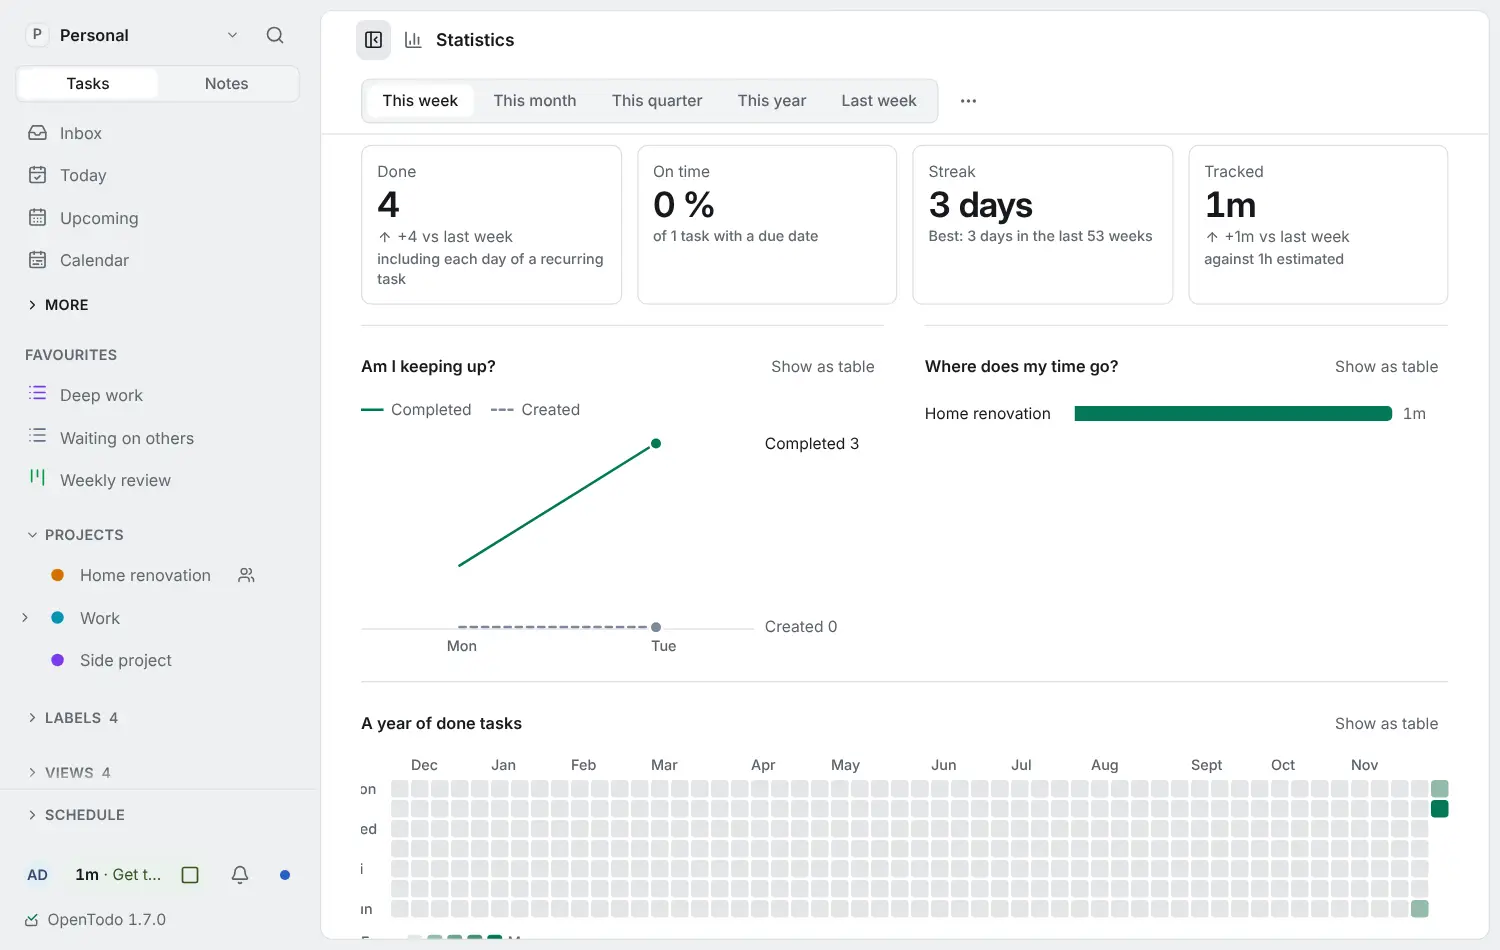 P Personal
Tasks Notes
Inbox
Today
Upcoming
Calendar
MORE
FAVOURITES
Deep work
Waiting on others
Weekly review
PROJECTS
Home renovation
Work
Side project
LABELS 4
VIEWS 4
SCHEDULE
AD 1m · Get t...
OpenTodo 1.7.0
Statistics
This week This month This quarter This year Last week
Done
4
↑ +4 vs last week
including each day of a recurring
task
On time
0 %
of 1 task with a due date
Streak
3 days
Best: 3 days in the last 53 weeks
Tracked
1m
↑ +1m vs last week
against 1h estimated
Am I keeping up? Show as table
Completed Created
Completed 3
Created 0
Mon Tue
Where does my time go? Show as table
Home renovation 1m
A year of done tasks Show as table
Dec Jan Feb Mar Apr May Jun Jul Aug Sept Oct Nov
on
ed
i